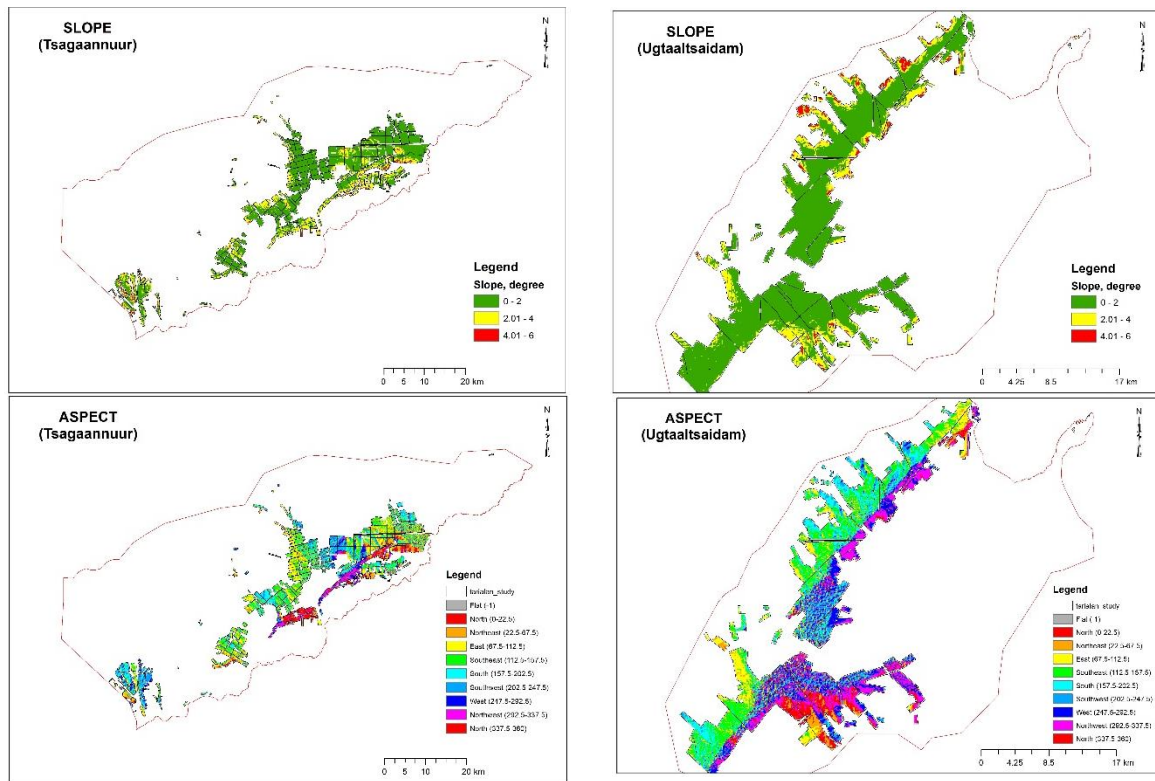 SLOPE
(Tsagaannuur)
N
Legend
Slope, degree
0 - 2
2.01 - 4
4.01 - 6
0 5 10 20 km
SLOPE
(Ugtaaltsaidam)
N
Legend
Slope, degree
0 - 2
2.01 - 4
4.01 - 6
0 4.25 8.5 17 km
ASPECT
(Tsagaannuur)
N
Legend
tarialan_study
Flat (-1)
North (0-22.5)
Northeast (22.5-67.5)
East (67.5-112.5)
Southeast (112.5-157.5)
South (157.5-202.5)
Southwest (202.5-247.5)
West (247.5-292.5)
Northwest (292.5-337.5)
North (337.5-360)
0 5 10 20 km
ASPECT
(Ugtaaltsaidam)
N
Legend
tarialan_study
Flat (-1)
North (0-22.5)
Northeast (22.5-67.5)
East (67.5-112.5)
Southeast (112.5-157.5)
South (157.5-202.5)
Southwest (202.5-247.5)
West (247.5-292.5)
Northwest (292.5-337.5)
North (337.5-360)
0 4.25 8.5 17 km